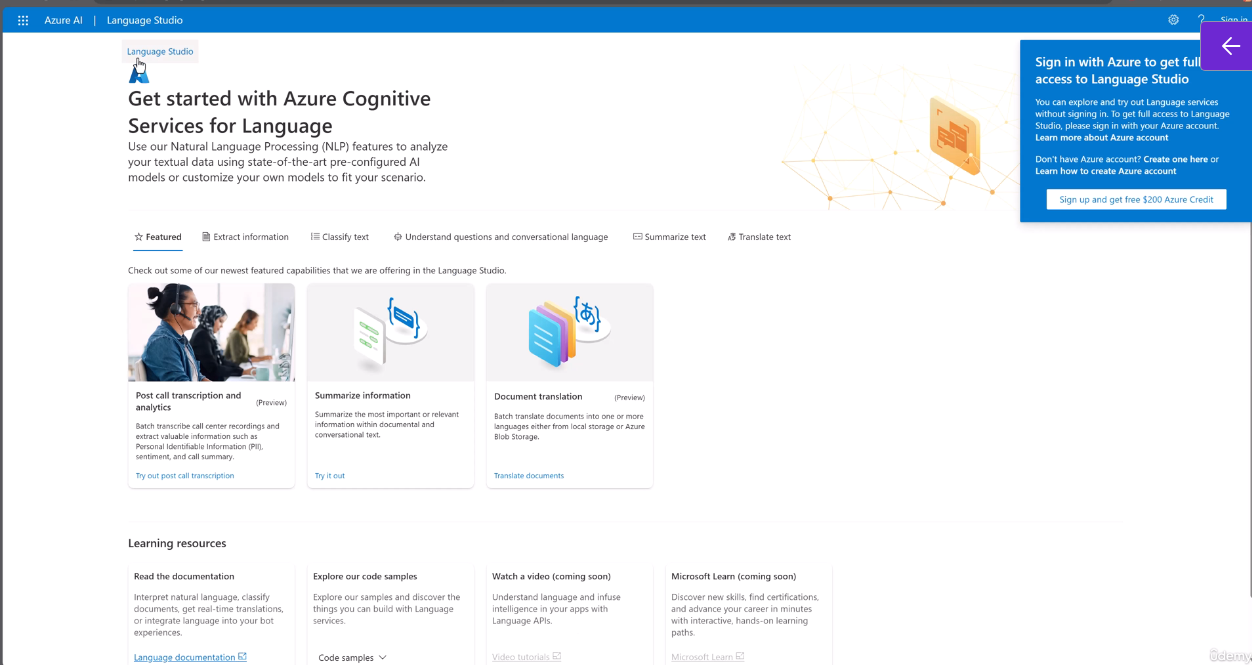 Azure AI | Language Studio
? Sign in
Language Studio
Get started with Azure Cognitive
Services for Language
Use our Natural Language Processing (NLP) features to analyze
your textual data using state-of-the-art pre-configured AI
models or customize your own models to fit your scenario.
Sign in with Azure to get full
access to Language Studio
You can explore and try out Language services
without signing in. To get full access to Language
Studio, please sign in with your Azure account.
Learn more about Azure account
Don't have Azure account? Create one here or
Learn how to create Azure account
Sign up and get free $200 Azure Credit
Featured Extract information Classify text Understand questions and conversational language Summarize text Translate text
Check out some of our newest featured capabilities that we are offering in the Language Studio.
Post call transcription and
analytics (Preview)
Batch transcribe call center recordings and
extract valuable information such as
Personal Identifiable Information (PII),
sentiment, and call summary.
Try out post call transcription
Summarize information
Summarize the most important or relevant
information within documental and
conversational text.
Try it out
あ
Document translation (Preview)
Batch translate documents into one or more
languages either from local storage or Azure
Blob Storage.
Translate documents
Learning resources
Read the documentation
Interpret natural language, classify
documents, get real-time translations,
or integrate language into your bot
experiences.
Language documentation
Explore our code samples
Explore our samples and discover the
things you can build with Language
services.
Code samples
Watch a video (coming soon)
Understand language and infuse
intelligence in your apps with
Language APIs.
Video tutorials
Microsoft Learn (coming soon)
Discover new skills, find certifications,
and advance your career in minutes
with interactive, hands-on learning
paths.
Microsoft Learn
Udemy